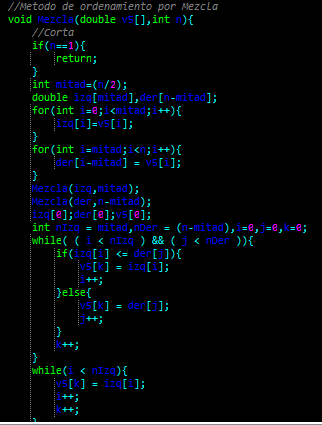 //Metodo de ordenamiento por Mezcla
void Mezcla(double vS[],int n){
//Corta
if(n==1){
return;
}
int mitad=(n/2);
double izq[mitad],der[n-mitad];
for(int i=0;i<mitad;i++){
izq[i]=vS[i];
}
for(int i=mitad;i<n;i++){
der[i-mitad] = vS[i];
}
Mezcla(izq,mitad);
Mezcla(der,n-mitad);
izq[0];der[0];vS[0];
int nIzq = mitad,nDer = (n-mitad),i=0,j=0,k=0;
while( ( i < nIzq ) && ( j < nDer )){
if(izq[i] <= der[j]){
vS[k] = izq[i];
i++;
}else{
vS[k] = der[j];
j++;
}
k++;
}
while(i < nIzq){
vS[k] = izq[i];
i++;
k++;
}